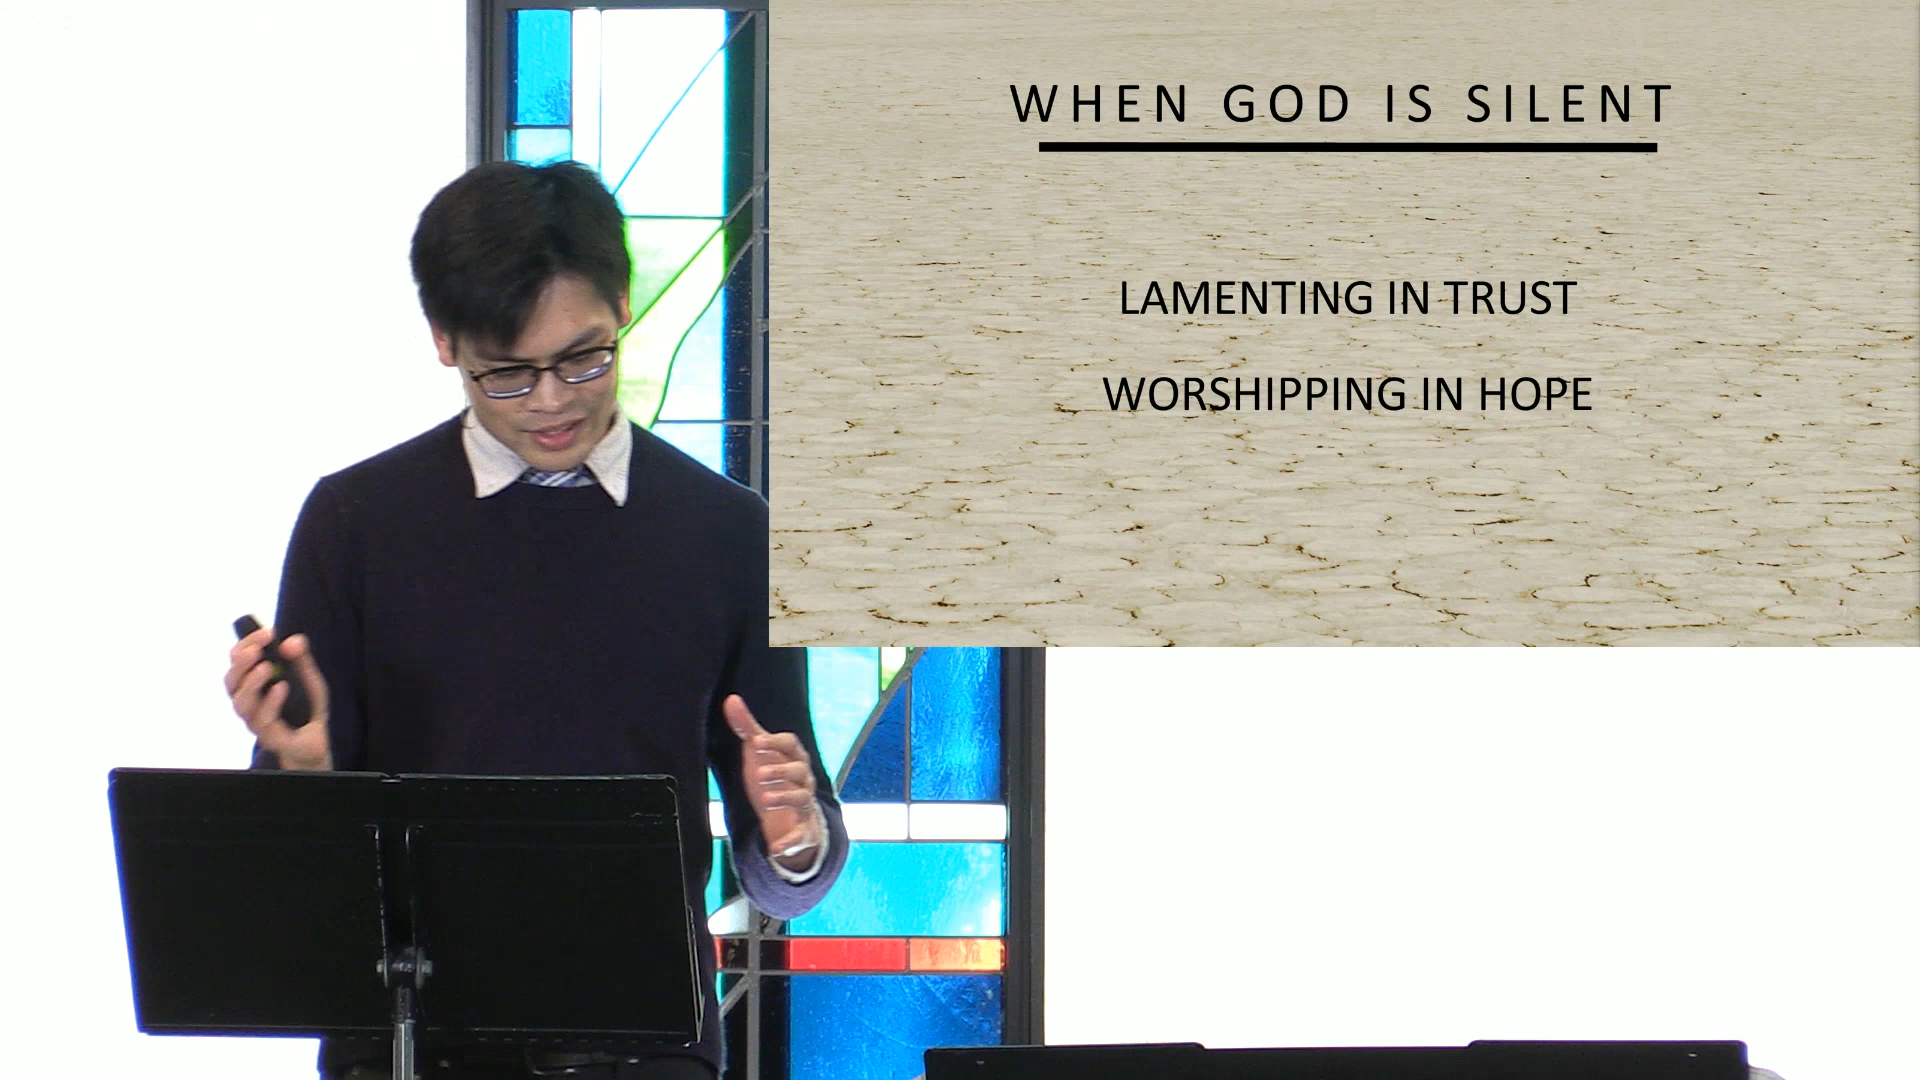 WHEN GOD IS SILENT
LAMENTING IN TRUST
WORSHIPPING IN HOPE